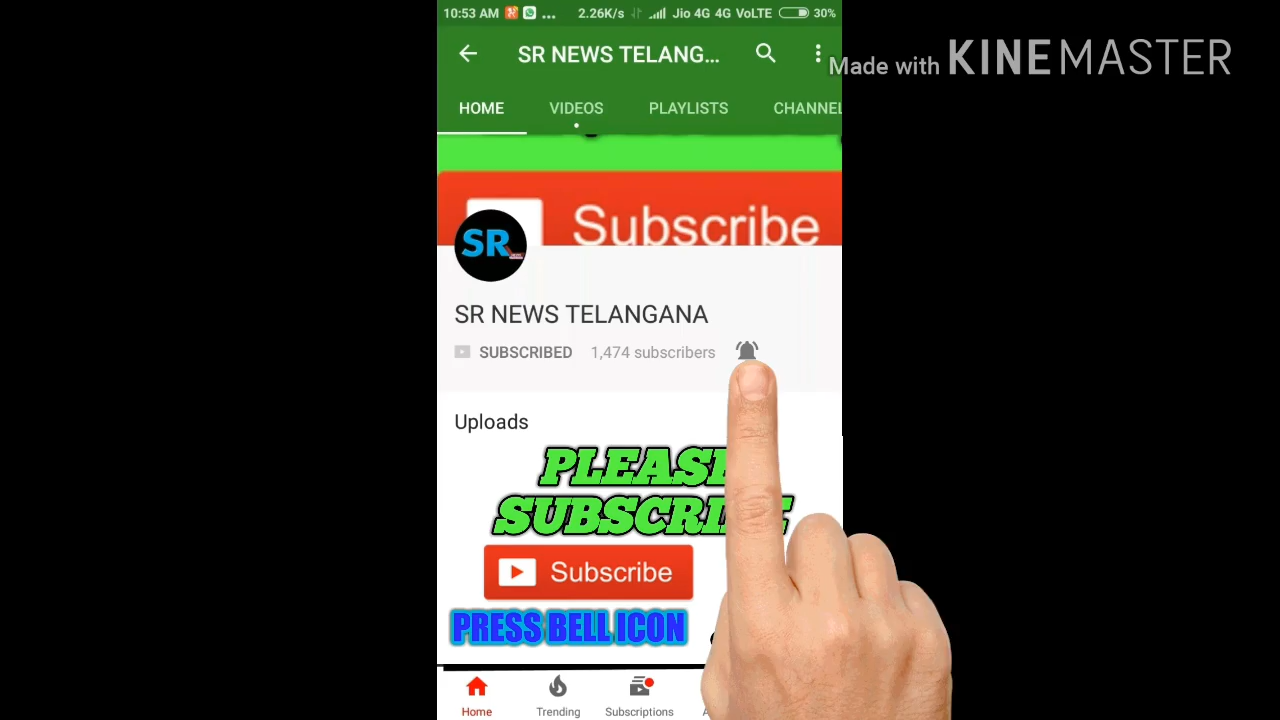 10:53 AM ... 2.26K/s Jio 4G 4G VoLTE 30%
SR NEWS TELANG...
Made with KINEMASTER
HOME VIDEOS PLAYLISTS CHANNEL
Subscribe
SR
SR NEWS TELANGANA
SUBSCRIBED 1,474 subscribers
Uploads
PLEASE
SUBSCRIBE
Subscribe
PRESS BELL ICON
Home Trending Subscriptions